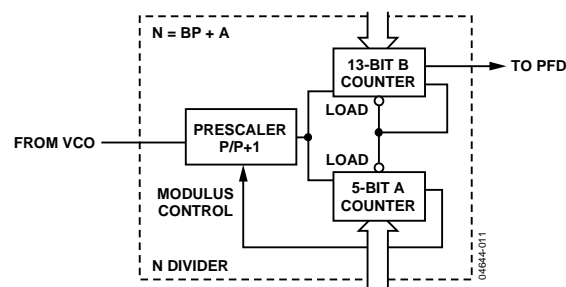 N = BP + A
13-BIT B
COUNTER
TO PFD
LOAD
PRESCALER
P/P+1
FROM VCO
LOAD
MODULUS
CONTROL
5-BIT A
COUNTER
N DIVIDER
04644-011